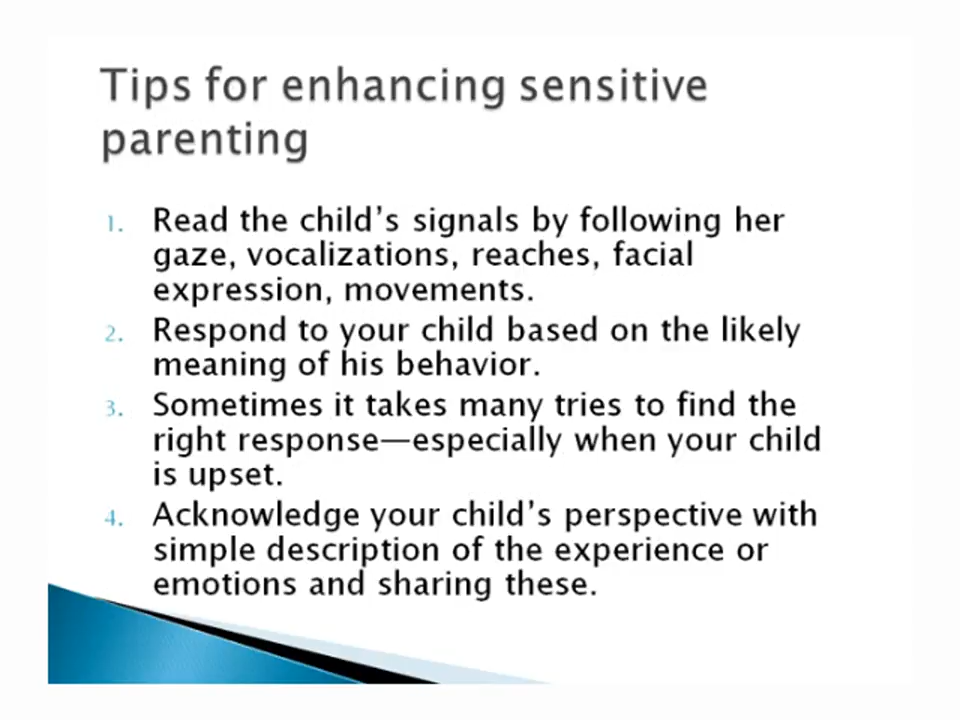 Tips for enhancing sensitive
parenting
1. Read the child’s signals by following her
gaze, vocalizations, reaches, facial
expression, movements.
2. Respond to your child based on the likely
meaning of his behavior.
3. Sometimes it takes many tries to find the
right response—especially when your child
is upset.
4. Acknowledge your child’s perspective with
simple description of the experience or
emotions and sharing these.